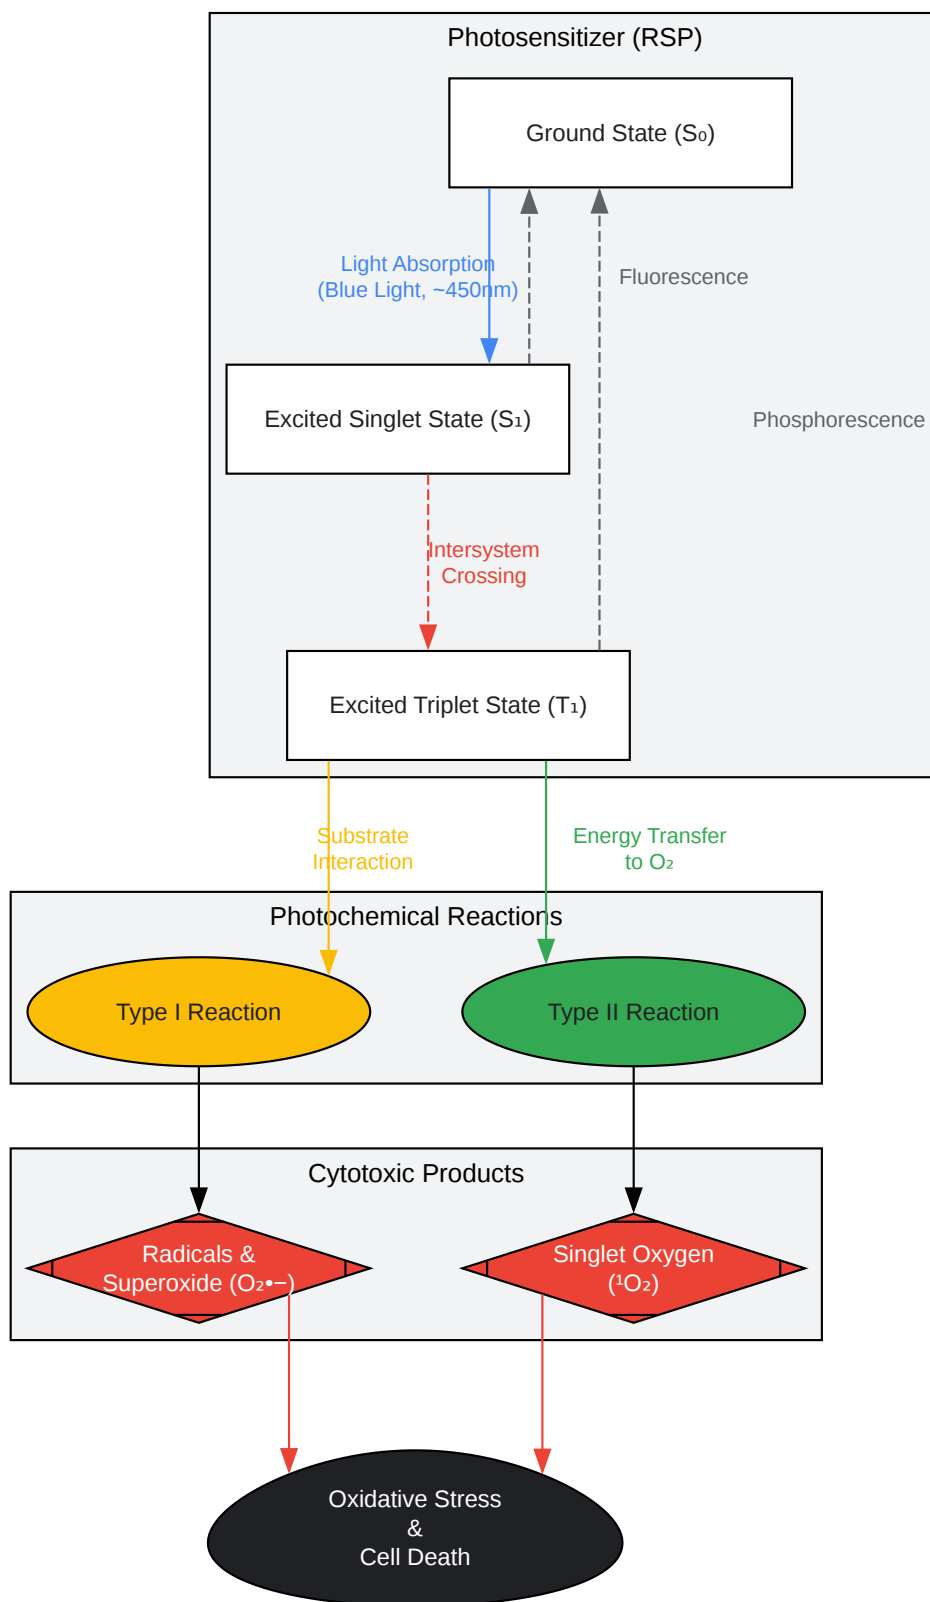 Photosensitizer (RSP)
Ground State (S₀)
Light Absorption
(Blue Light, ~450nm)
Fluorescence
Excited Singlet State (S₁)
Phosphorescence
Intersystem
Crossing
Excited Triplet State (T₁)
Substrate
Interaction
Energy Transfer
to O₂
Photochemical Reactions
Type I Reaction
Type II Reaction
Cytotoxic Products
Radicals &
Superoxide (O₂•−)
Singlet Oxygen
(¹O₂)
Oxidative Stress
&
Cell Death